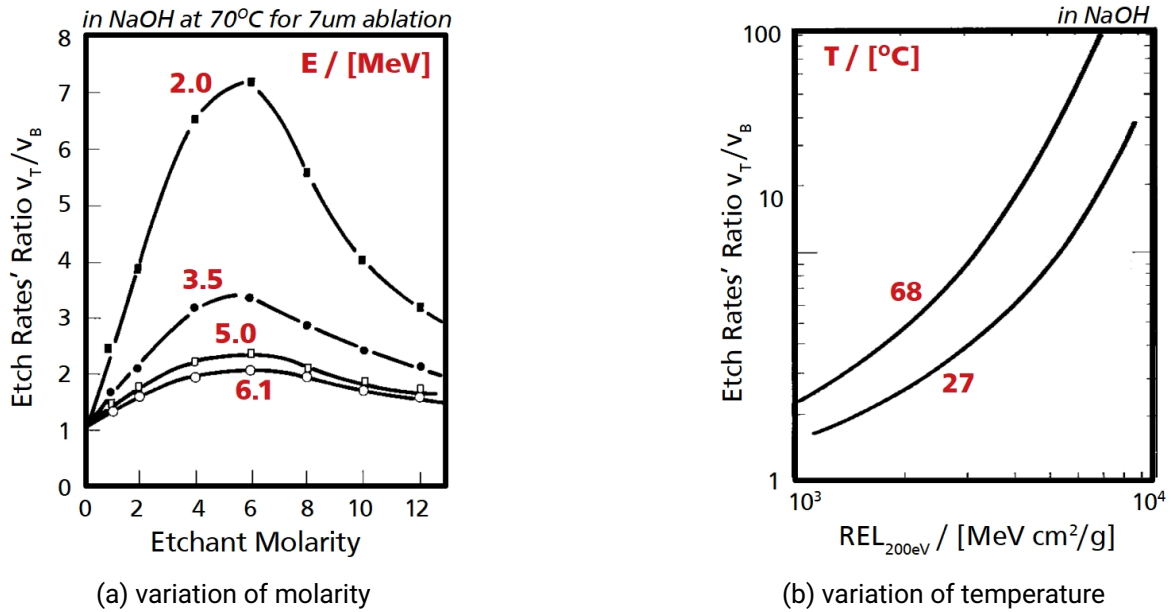 in NaOH at 70°C for 7um ablation
E / [MeV]
8
7
6
5
4
3
2
1
0
2.0
3.5
5.0
6.1
Etch Rates' Ratio v_T/v_B
0 2 4 6 8 10 12
Etchant Molarity
(a) variation of molarity
in NaOH
T / [°C]
100
10
1
68
27
Etch Rates' Ratio v_T/v_B
10³ 10⁴
REL_200eV / [MeV cm²/g]
(b) variation of temperature